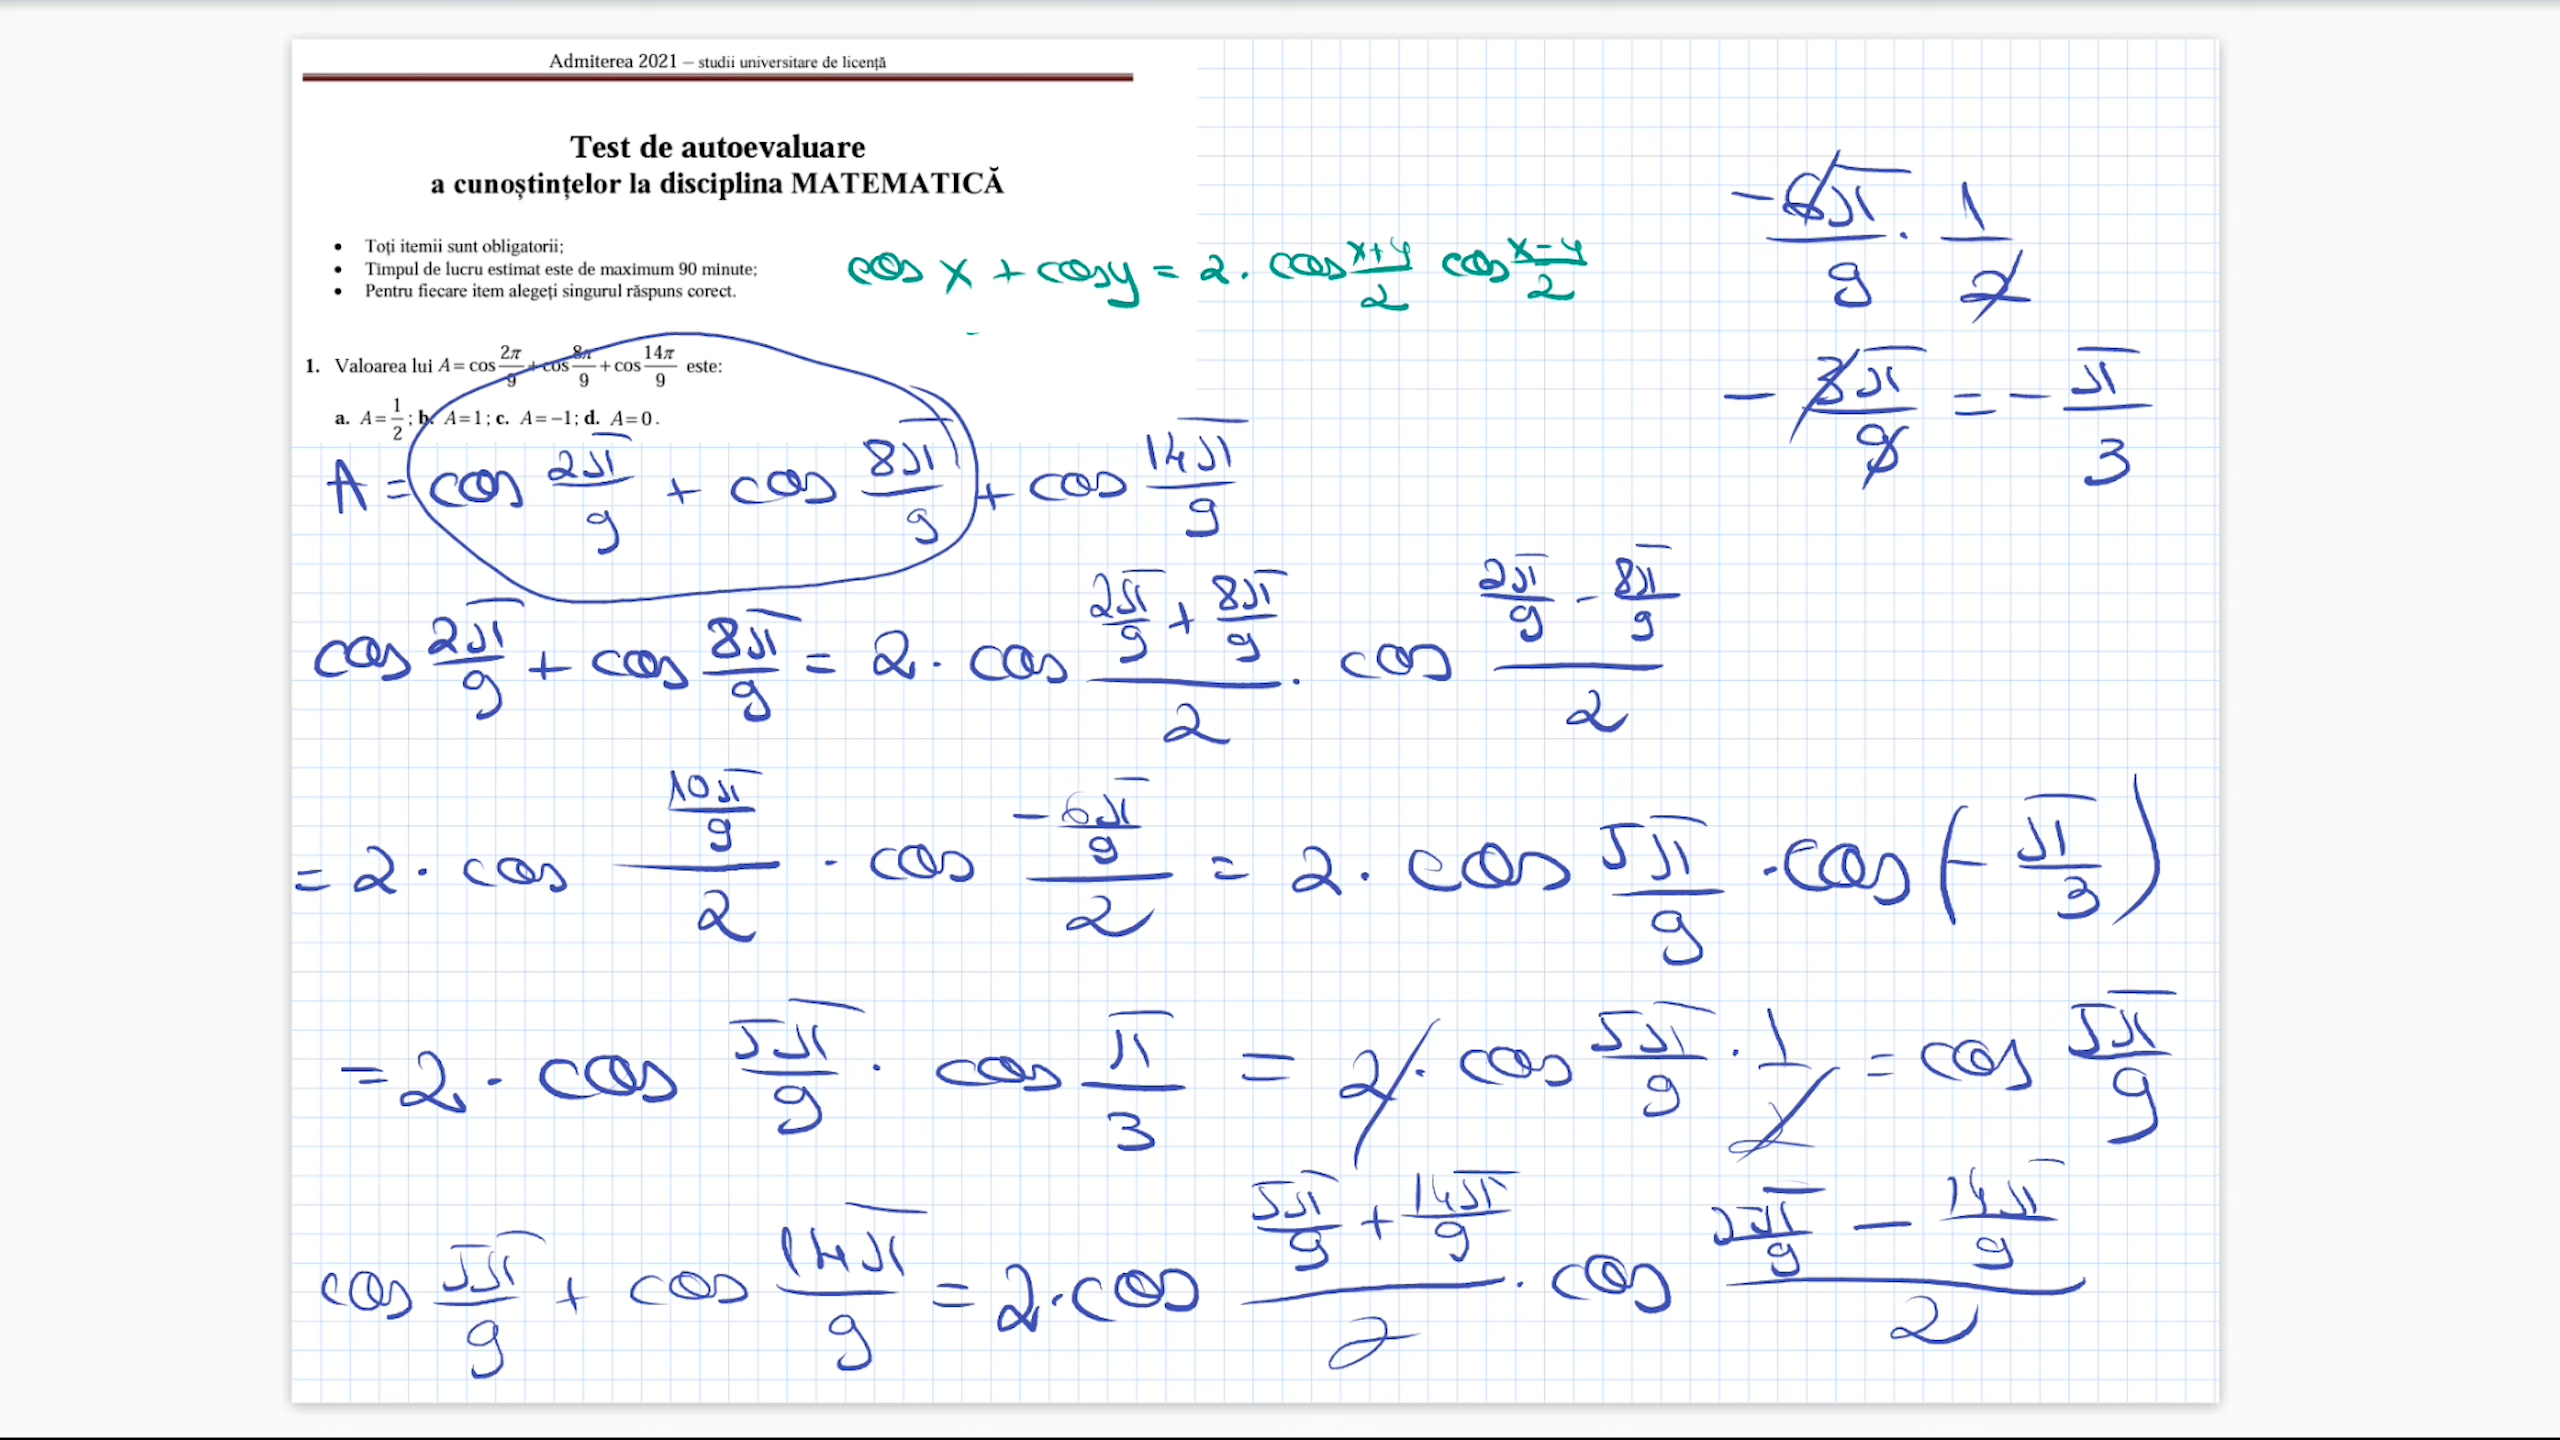 Admiterea 2021 – studii universitare de licență
Test de autoevaluare
a cunoștințelor la disciplina MATEMATICĂ
• Toți itemii sunt obligatorii;
• Timpul de lucru estimat este de maximum 90 minute;
• Pentru fiecare item alegeți singurul răspuns corect.
cos x + cos y = 2 · cos (x+y)/2 cos (x-y)/2
-6π/9 · 1/2
- 3π/9 = - π/3
1. Valoarea lui A = cos 2π/9 + cos 8π/9 + cos 14π/9 este:
a. A = 1/2; b. A = 1; c. A = −1; d. A = 0.
A = cos 2π/9 + cos 8π/9 + cos 14π/9
cos 2π/9 + cos 8π/9 = 2 · cos (2π/9 + 8π/9)/2 · cos (2π/9 - 8π/9)/2
= 2 · cos (10π/9)/2 · cos (-6π/9)/2 = 2 · cos 5π/9 · cos (- π/3)
= 2 · cos 5π/9 · cos π/3 = 2 · cos 5π/9 · 1/2 = cos 5π/9
cos 5π/9 + cos 14π/9 = 2 · cos (5π/9 + 14π/9)/2 · cos (5π/9 - 14π/9)/2